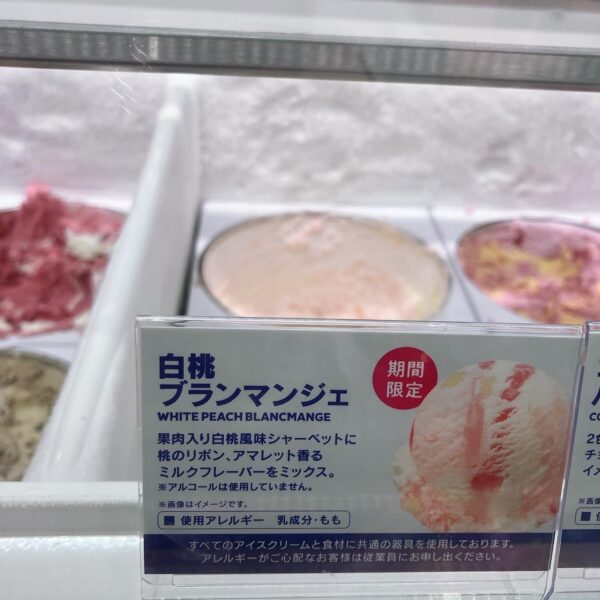 白桃
ブランマンジェ
WHITE PEACH BLANCMANGE
期間
限定
果肉入り白桃風味シャーベットに
桃のリボン、アマレット香る
ミルクフレーバーをミックス。
※アルコールは使用していません。
※画像はイメージです。
■ 使用アレルギー 乳成分・もも
すべてのアイスクリームと食材に共通の器具を使用しております。
アレルギーがご心配なお客様は従業員にお申し出ください。